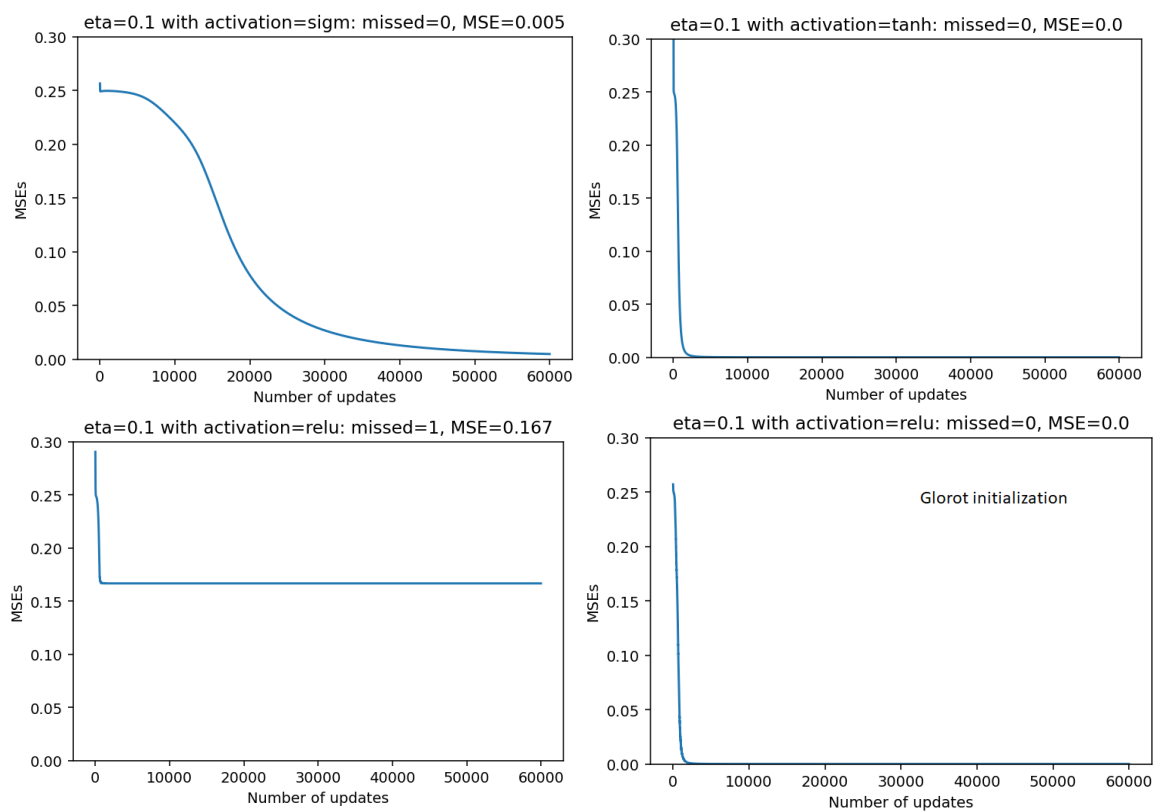 eta=0.1 with activation=sigm: missed=0, MSE=0.005
0.30
0.25
0.20
0.15
0.10
0.05
0.00
MSEs
0 10000 20000 30000 40000 50000 60000
Number of updates
eta=0.1 with activation=tanh: missed=0, MSE=0.0
0.30
0.25
0.20
0.15
0.10
0.05
0.00
MSEs
0 10000 20000 30000 40000 50000 60000
Number of updates
eta=0.1 with activation=relu: missed=1, MSE=0.167
0.30
0.25
0.20
0.15
0.10
0.05
0.00
MSEs
0 10000 20000 30000 40000 50000 60000
Number of updates
eta=0.1 with activation=relu: missed=0, MSE=0.0
0.30
0.25
0.20
0.15
0.10
0.05
0.00
MSEs
Glorot initialization
0 10000 20000 30000 40000 50000 60000
Number of updates